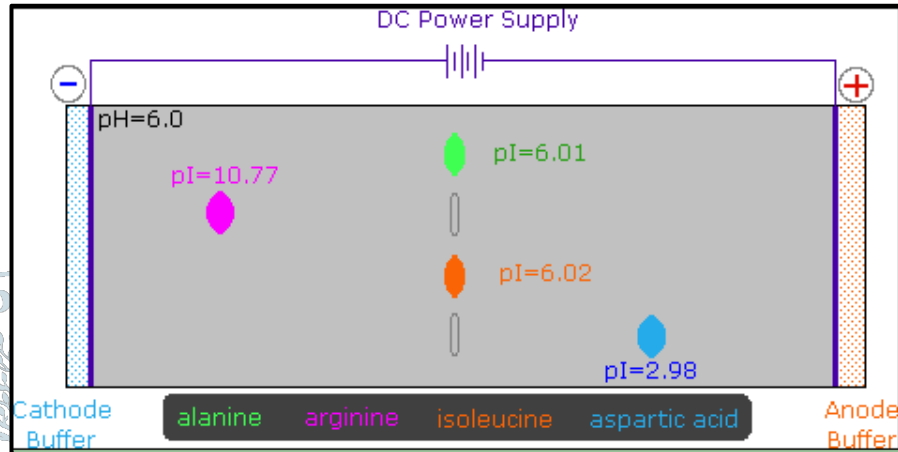 DC Power Supply
− +
pH=6.0
pI=6.01
pI=10.77
pI=6.02
pI=2.98
Cathode Buffer
alanine arginine isoleucine aspartic acid
Anode Buffer